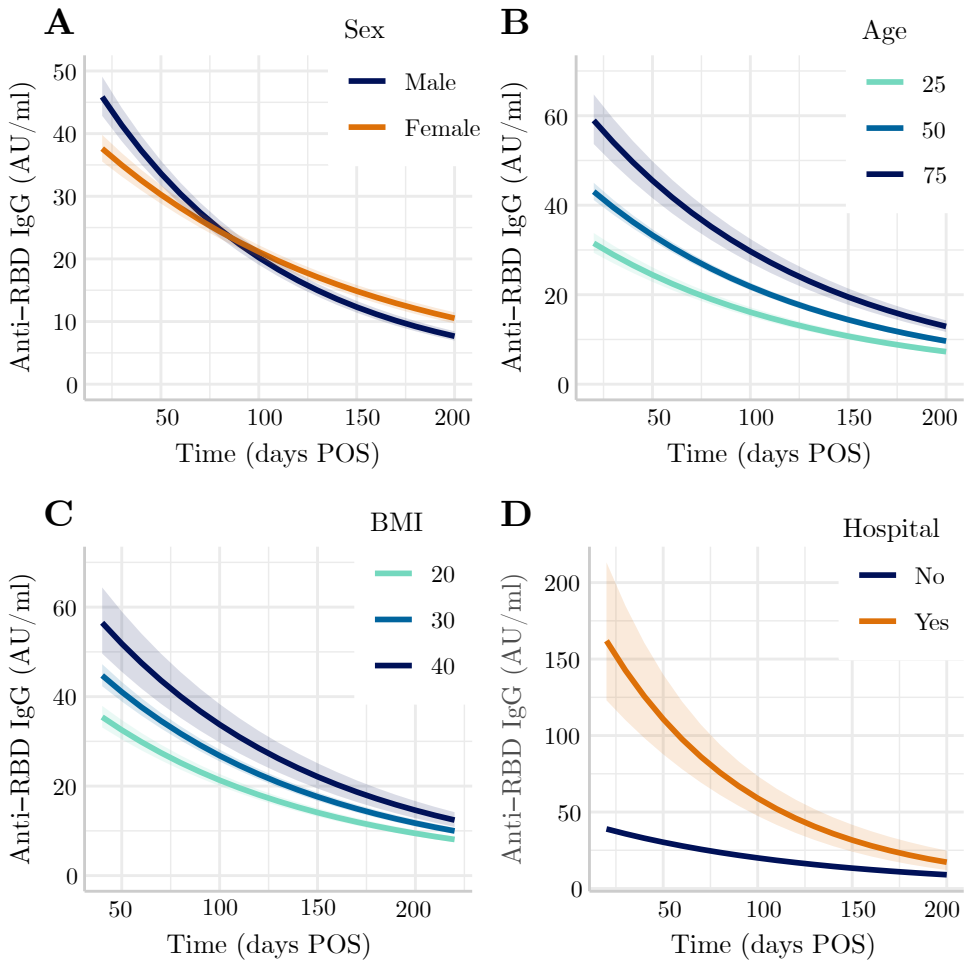 A
Sex
Male
Female
Anti−RBD IgG (AU/ml)
50
40
30
20
10
0
50 100 150 200
Time (days POS)
B
Age
25
50
75
Anti−RBD IgG (AU/ml)
60
40
20
0
50 100 150 200
Time (days POS)
C
BMI
20
30
40
Anti−RBD IgG (AU/ml)
60
40
20
0
50 100 150 200
Time (days POS)
D
Hospital
No
Yes
Anti−RBD IgG (AU/ml)
200
150
100
50
0
50 100 150 200
Time (days POS)